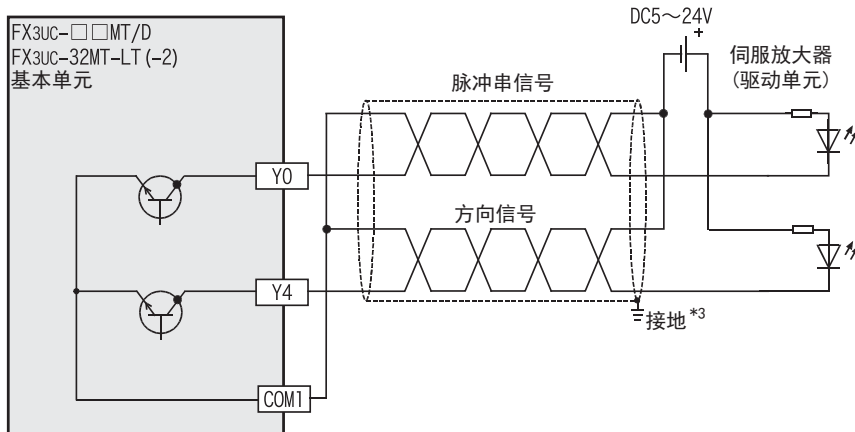 FX3UC-□□MT/D
FX3UC-32MT-LT(-2)
基本单元
DC5～24V
+
伺服放大器
(驱动单元)
脉冲串信号
Y0
方向信号
Y4
接地*3
COM1